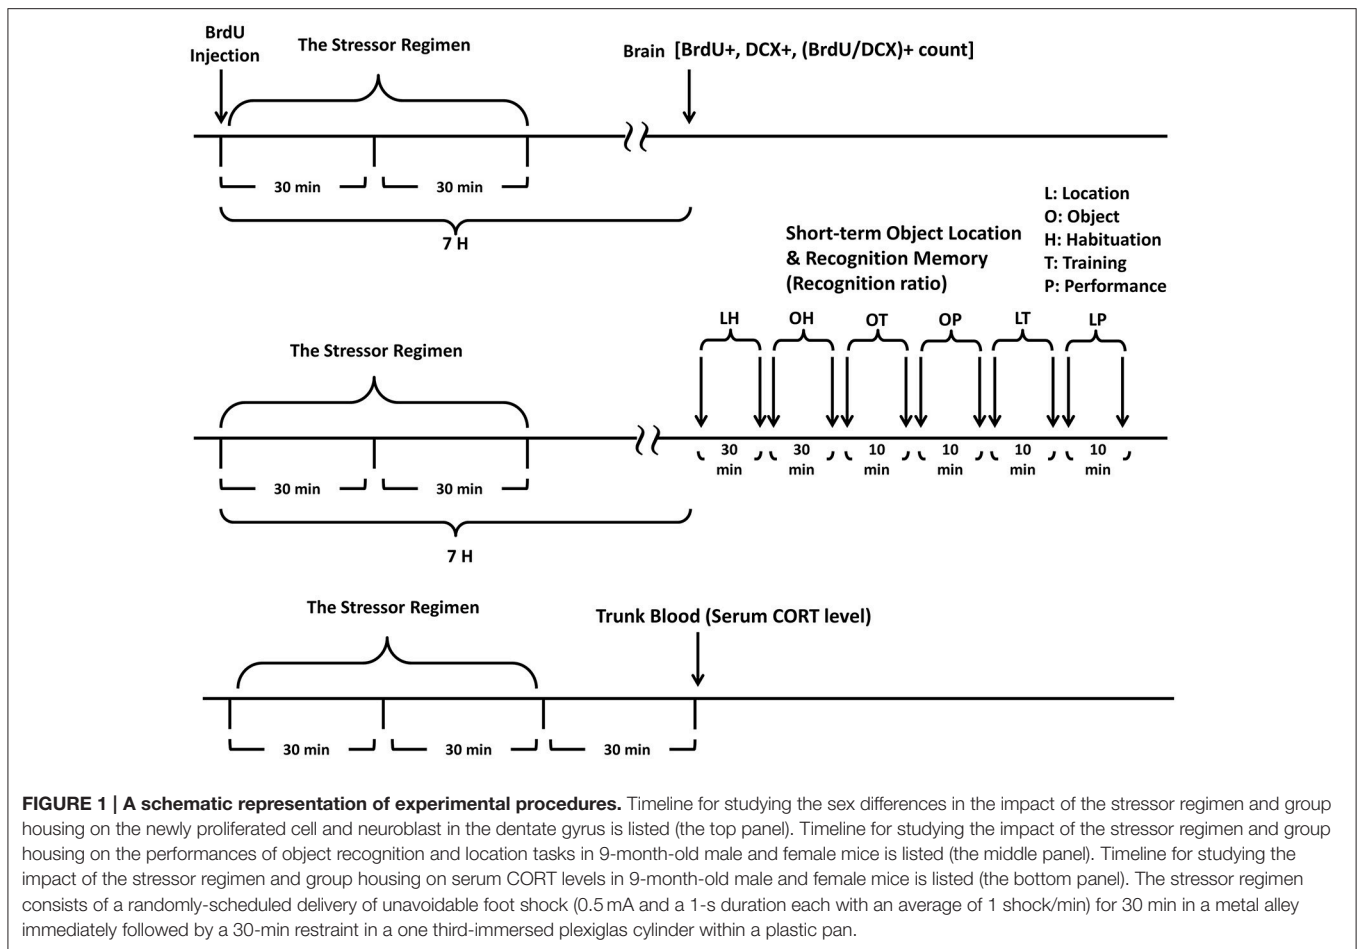 BrdU
Injection
The Stressor Regimen
Brain [BrdU+, DCX+, (BrdU/DCX)+ count]
30 min
30 min
7 H
L: Location
O: Object
H: Habituation
T: Training
P: Performance
Short-term Object Location
& Recognition Memory
(Recognition ratio)
LH OH OT OP LT LP
The Stressor Regimen
30 30 10 10 10 10
min min min min min min
30 min
30 min
7 H
The Stressor Regimen
Trunk Blood (Serum CORT level)
30 min
30 min
30 min
FIGURE 1 | A schematic representation of experimental procedures. Timeline for studying the sex differences in the impact of the stressor regimen and group
housing on the newly proliferated cell and neuroblast in the dentate gyrus is listed (the top panel). Timeline for studying the impact of the stressor regimen and group
housing on the performances of object recognition and location tasks in 9-month-old male and female mice is listed (the middle panel). Timeline for studying the
impact of the stressor regimen and group housing on serum CORT levels in 9-month-old male and female mice is listed (the bottom panel). The stressor regimen
consists of a randomly-scheduled delivery of unavoidable foot shock (0.5 mA and a 1-s duration each with an average of 1 shock/min) for 30 min in a metal alley
immediately followed by a 30-min restraint in a one third-immersed plexiglas cylinder within a plastic pan.